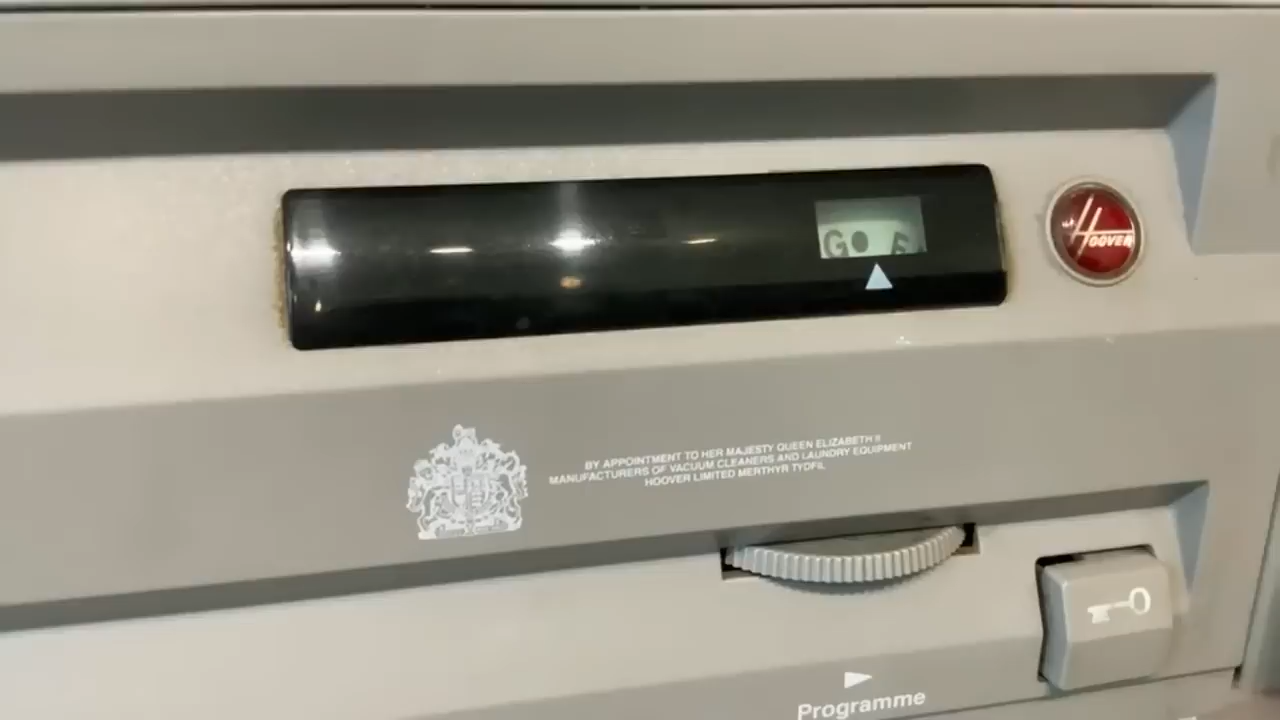 GO F
HOOVER
BY APPOINTMENT TO HER MAJESTY QUEEN ELIZABETH II
MANUFACTURERS OF VACUUM CLEANERS AND LAUNDRY EQUIPMENT
HOOVER LIMITED MERTHYR TYDFIL
Programme